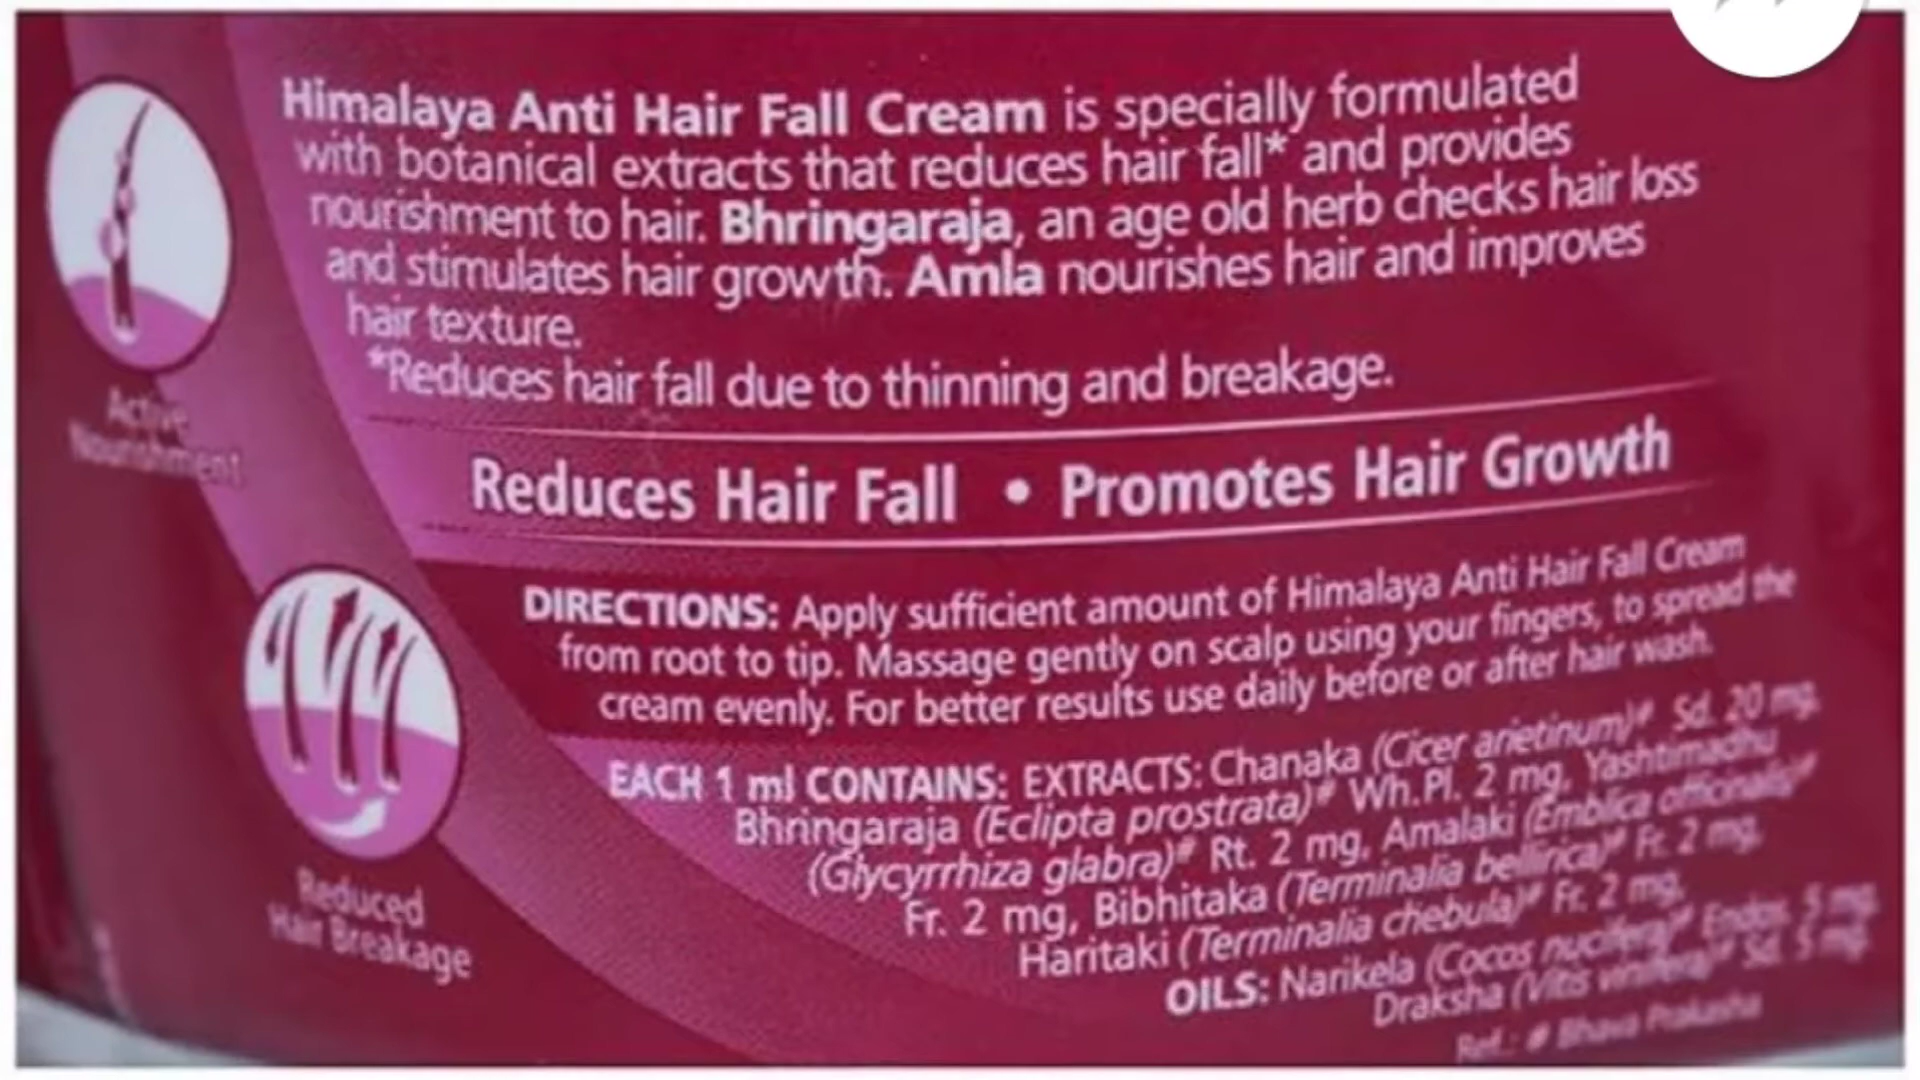 Himalaya Anti Hair Fall Cream is specially formulated
with botanical extracts that reduces hair fall* and provides
nourishment to hair. Bhringaraja, an age old herb checks hair loss
and stimulates hair growth. Amla nourishes hair and improves
hair texture.
*Reduces hair fall due to thinning and breakage.
Active
Nourishment
Reduces Hair Fall • Promotes Hair Growth
DIRECTIONS: Apply sufficient amount of Himalaya Anti Hair Fall Cream
from root to tip. Massage gently on scalp using your fingers, to spread the
cream evenly. For better results use daily before or after hair wash.
Reduced
Hair Breakage
EACH 1 ml CONTAINS: EXTRACTS: Chanaka (Cicer arietinum)# Sd. 20 mg,
Bhringaraja (Eclipta prostrata)# Wh.Pl. 2 mg, Yashtimadhu
(Glycyrrhiza glabra)# Rt. 2 mg, Amalaki (Emblica officinalis)#
Fr. 2 mg, Bibhitaka (Terminalia bellirica)# Fr. 2 mg,
Haritaki (Terminalia chebula)# Fr. 2 mg,
OILS: Narikela (Cocos nucifera)# Endos. 5 mg,
Draksha (Vitis vinifera)# Sd. 5 mg
Ref.: # Bhava Prakasha